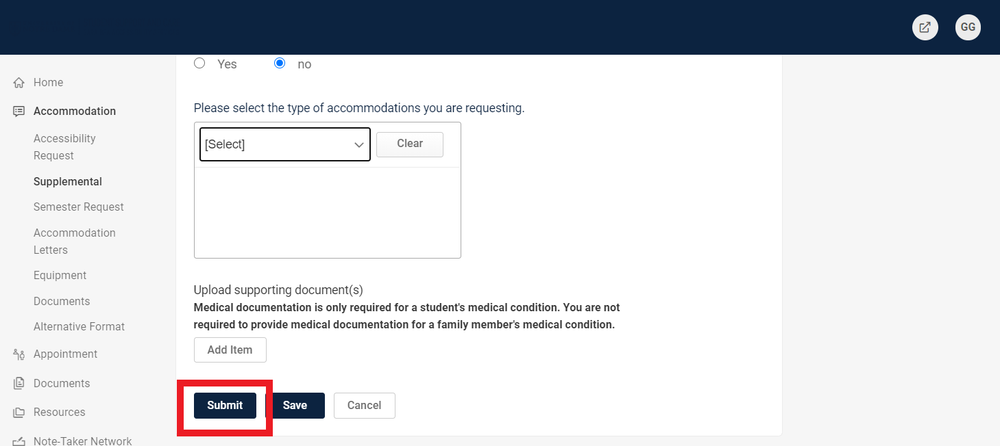 GG
Home
Accommodation
Accessibility
Request
Supplemental
Semester Request
Accommodation
Letters
Equipment
Documents
Alternative Format
Appointment
Documents
Resources
Note-Taker Network
Yes no
Please select the type of accommodations you are requesting.
[Select] Clear
Upload supporting document(s)
Medical documentation is only required for a student's medical condition. You are not
required to provide medical documentation for a family member's medical condition.
Add Item
Submit Save Cancel